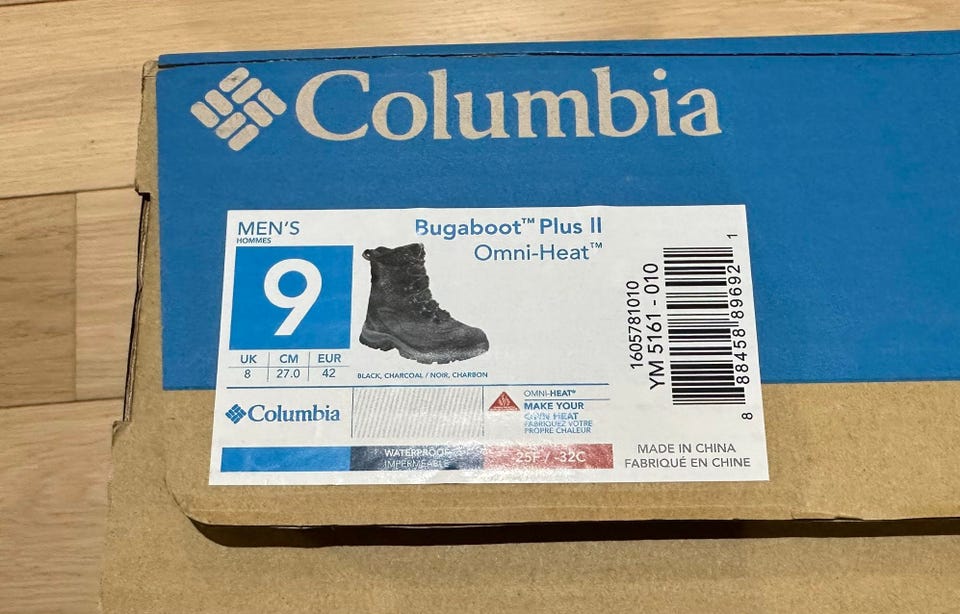 Columbia
MEN'S
HOMMES
9
UK CM EUR
8 27.0 42
Bugaboot™ Plus II
Omni-Heat™
BLACK, CHARCOAL / NOIR, CHARBON
Columbia
OMNI-HEAT®
MAKE YOUR
OWN HEAT
FABRIQUEZ VOTRE
PROPRE CHALEUR
WATERPROOF
IMPERMÉABLE
-25F / -32C
1605781010
YM 5161 - 010
8 88458 89692 1
MADE IN CHINA
FABRIQUÉ EN CHINE